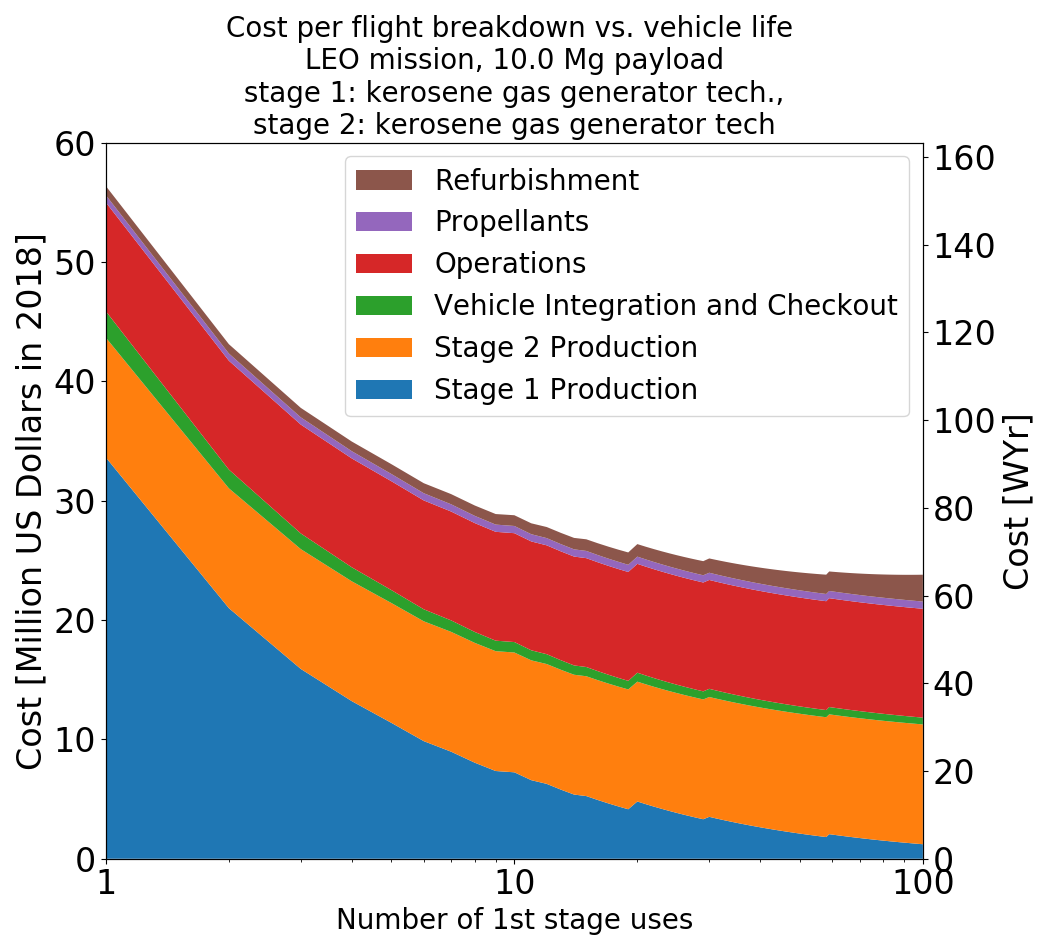 Cost per flight breakdown vs. vehicle life
LEO mission, 10.0 Mg payload
stage 1: kerosene gas generator tech.,
stage 2: kerosene gas generator tech
Refurbishment
Propellants
Operations
Vehicle Integration and Checkout
Stage 2 Production
Stage 1 Production
Cost [Million US Dollars in 2018]
60
50
40
30
20
10
0
160
140
120
100
80
60
40
20
0
Cost [WYr]
1
10
100
Number of 1st stage uses